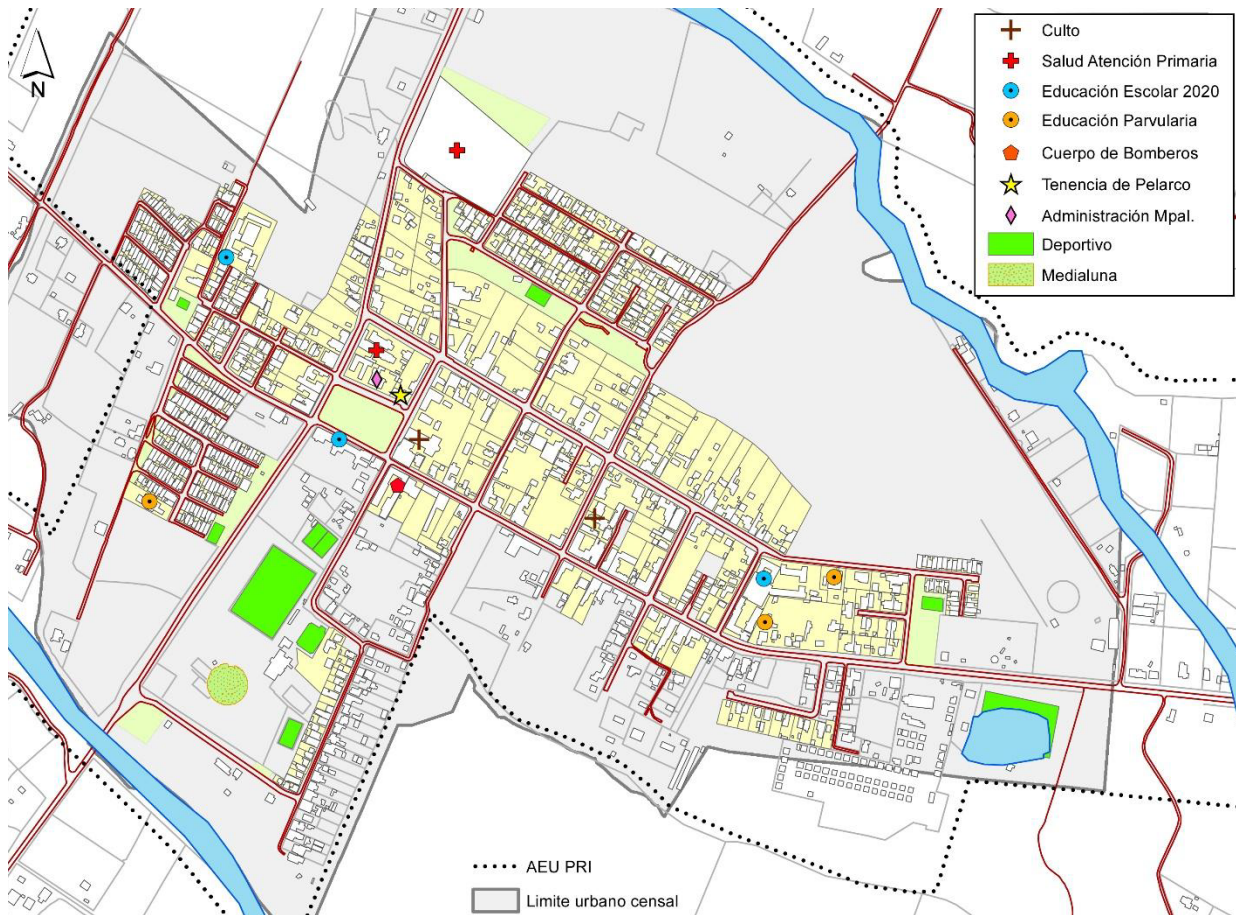 N
Culto
Salud Atención Primaria
Educación Escolar 2020
Educación Parvularia
Cuerpo de Bomberos
Tenencia de Pelarco
Administración Mpal.
Deportivo
Medialuna
AEU PRI
Limite urbano censal